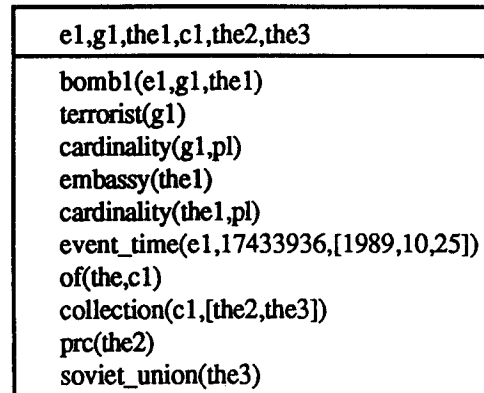 e1,g1,the1,c1,the2,the3
bomb1(e1,g1,the1)
terrorist(g1)
cardinality(g1,pl)
embassy(the1)
cardinality(the1,pl)
event_time(e1,17433936,[1989,10,25])
of(the,c1)
collection(c1,[the2,the3])
prc(the2)
soviet_union(the3)